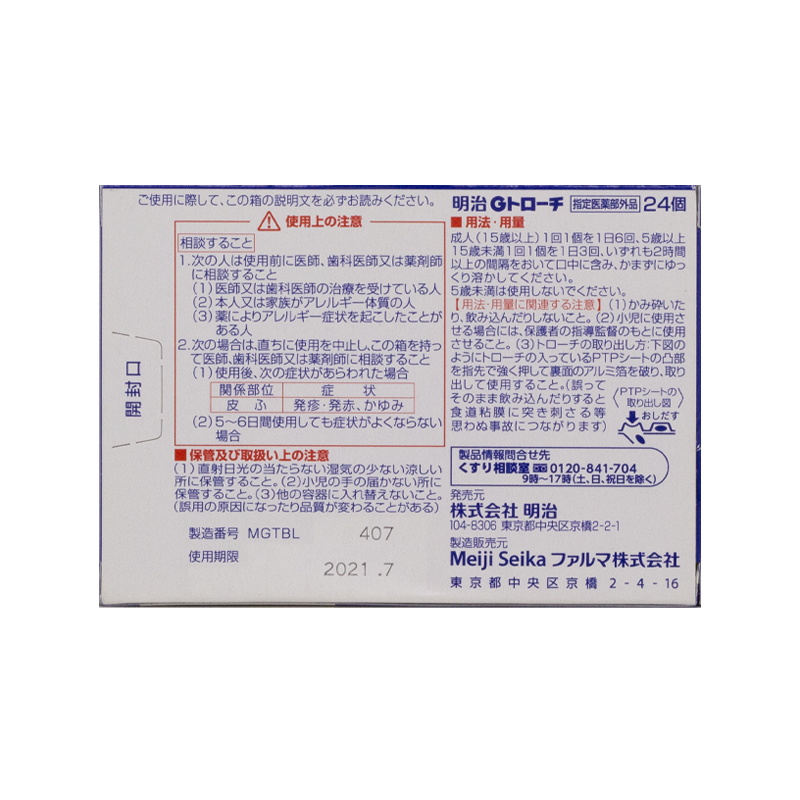 ご使用に際して、この箱の説明文を必ずお読みください。
使用上の注意
相談すること
1.次の人は使用前に医師、歯科医師又は薬剤師
に相談すること
(1)医師又は歯科医師の治療を受けている人
(2)本人又は家族がアレルギー体質の人
(3)薬によりアレルギー症状を起こしたことが
ある人
2.次の場合は、直ちに使用を中止し、この箱を持っ
て医師、歯科医師又は薬剤師に相談すること
(1)使用後、次の症状があらわれた場合
関係部位 症状
皮ふ 発疹・発赤、かゆみ
(2)5〜6日間使用しても症状がよくならない
場合
■保管及び取扱い上の注意
(1)直射日光の当たらない湿気の少ない涼しい
所に保管すること。(2)小児の手の届かない所に
保管すること。(3)他の容器に入れ替えないこと。
(誤用の原因になったり品質が変わることがある)
製造番号 MGTBL 407
使用期限
2021 .7
開封口
明治Gトローチ 指定医薬部外品 24個
■用法・用量
成人(15歳以上)1回1個を1日6回、5歳以上
15歳未満1回1個を1日3回、いずれも2時間
以上の間隔をおいて口中に含み、かまずにゆっ
くり溶かしてください。
5歳未満は使用しないでください。
【用法・用量に関連する注意】(1)かみ砕いた
り、飲み込んだりしないこと。(2)小児に使用さ
せる場合には、保護者の指導監督のもとに使用
させること。(3)トローチの取り出し方:下図の
ようにトローチの入っているPTPシートの凸部
を指先で強く押して裏面のアルミ箔を破り、取り
出して使用すること。(誤って
そのまま飲み込んだりすると
食道粘膜に突き刺さる等
思わぬ事故につながります)
〈PTPシートの
取り出し図〉
おしだす
製品情報問合せ先
くすり相談室 0120-841-704
9時〜17時(土、日、祝日を除く)
発売元
株式会社 明治
104-8306 東京都中央区京橋2-2-1
製造販売元
Meiji Seika ファルマ株式会社
東京都中央区京橋 2-4-16